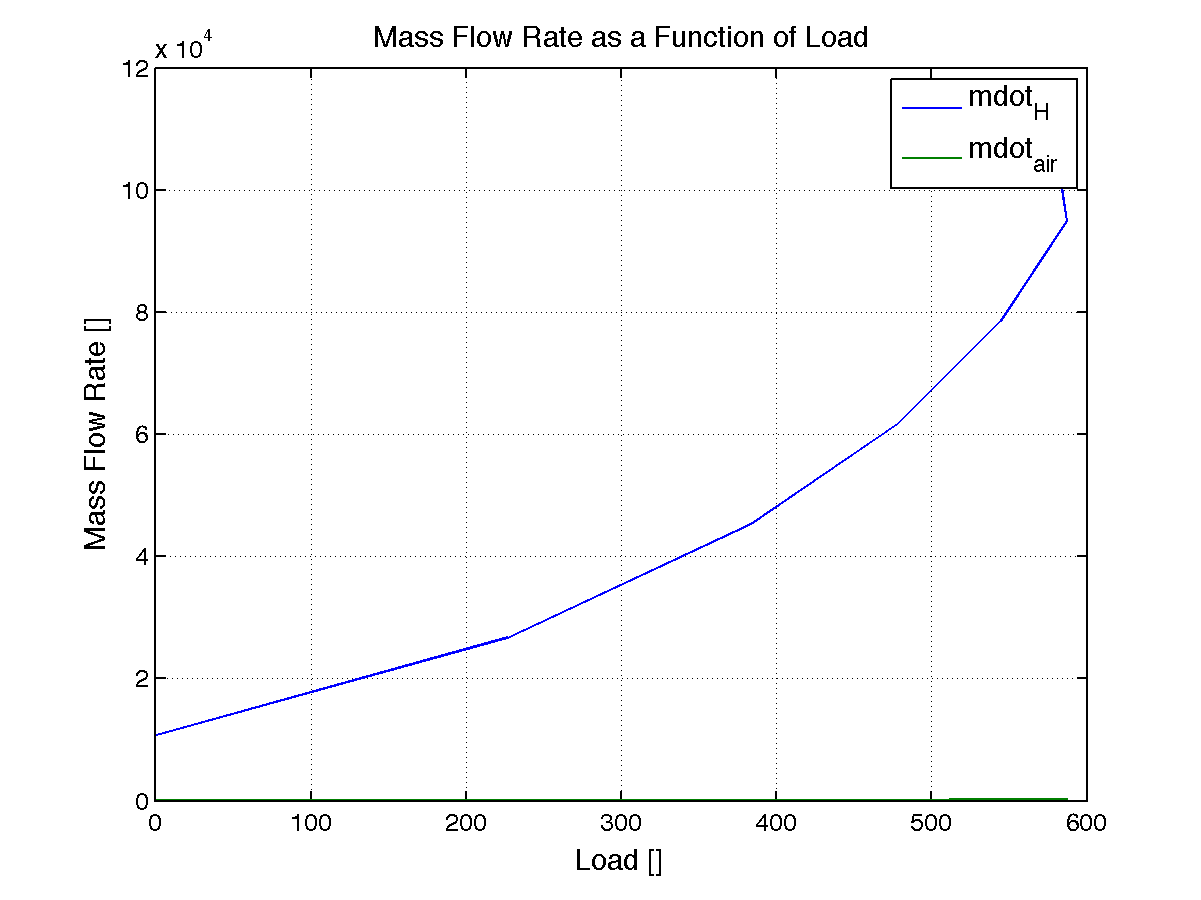 Mass Flow Rate as a Function of Load
x 10^4
12
10
8
6
4
2
0
Mass Flow Rate []
mdot_H
mdot_air
0 100 200 300 400 500 600
Load []